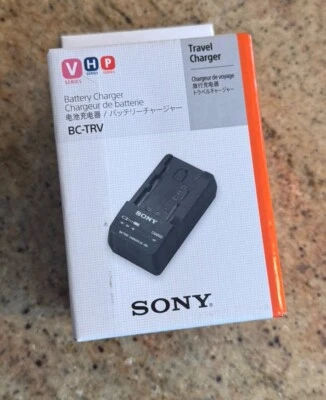 V
SERIES
H
SERIES
P
SERIES
Travel
Charger
Chargeur de voyage
旅行充电器
トラベルチャージャー
Battery Charger
Chargeur de batterie
电池充电器 / バッテリーチャージャー
BC-TRV
SONY
SONY